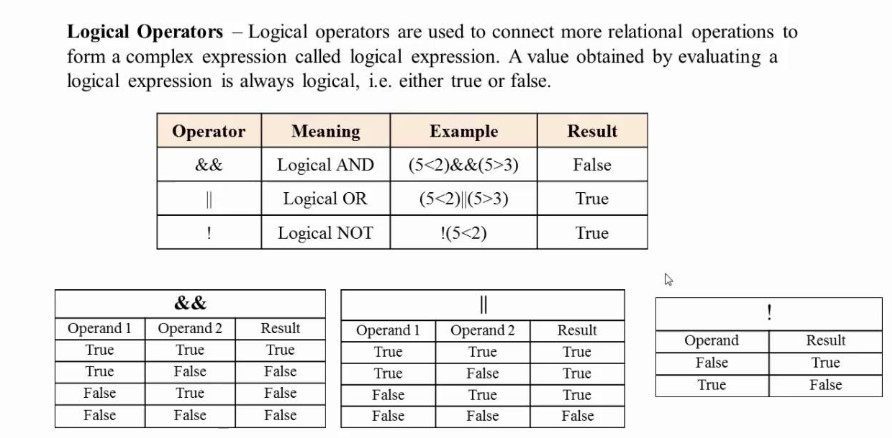 Logical Operators – Logical operators are used to connect more relational operations to
form a complex expression called logical expression. A value obtained by evaluating a
logical expression is always logical, i.e. either true or false.
Operator Meaning Example Result
&& Logical AND (5<2)&&(5>3) False
|| Logical OR (5<2)||(5>3) True
! Logical NOT !(5<2) True
&&
Operand 1 Operand 2 Result
True True True
True False False
False True False
False False False
||
Operand 1 Operand 2 Result
True True True
True False True
False True True
False False False
!
Operand Result
False True
True False